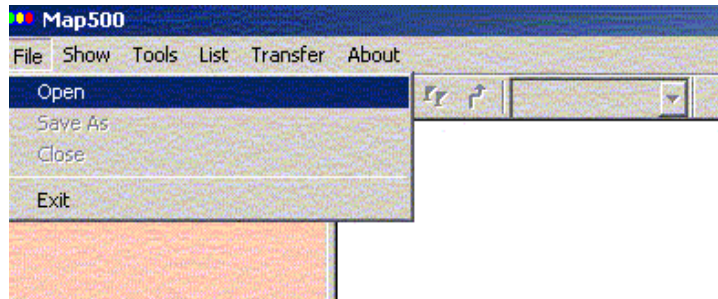 Map500
File Show Tools List Transfer About
Open
Save As
Close
Exit